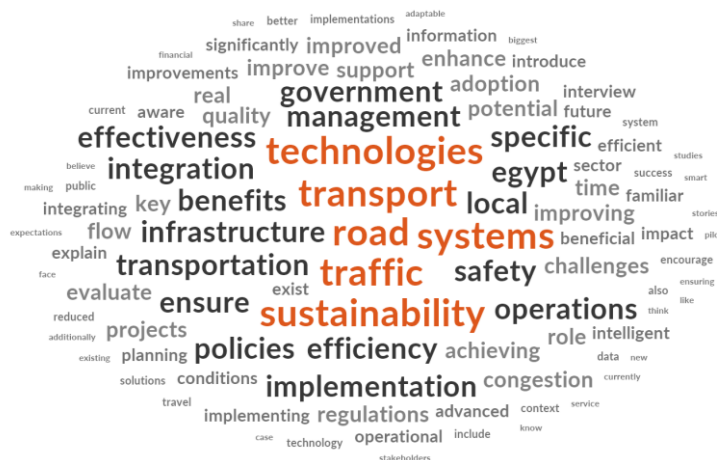 share better implementations adaptable
significantly improved information biggest
financial improvements improve support enhance introduce
real government adoption interview
current aware quality management potential future system
effectiveness technologies specific efficient
believe integration egypt sector studies
making public transport time success smart
integrating key benefits local familiar
expectations flow infrastructure road systems improving stories
explain beneficial impact
face transportation traffic safety challenges encourage
evaluate exist also ensuring
reduced ensure sustainability operations think like
additionally projects role intelligent
existing planning policies efficiency achieving data new
solutions conditions implementation congestion currently
travel implementing regulations advanced context service
case technology operational include know
stakeholders